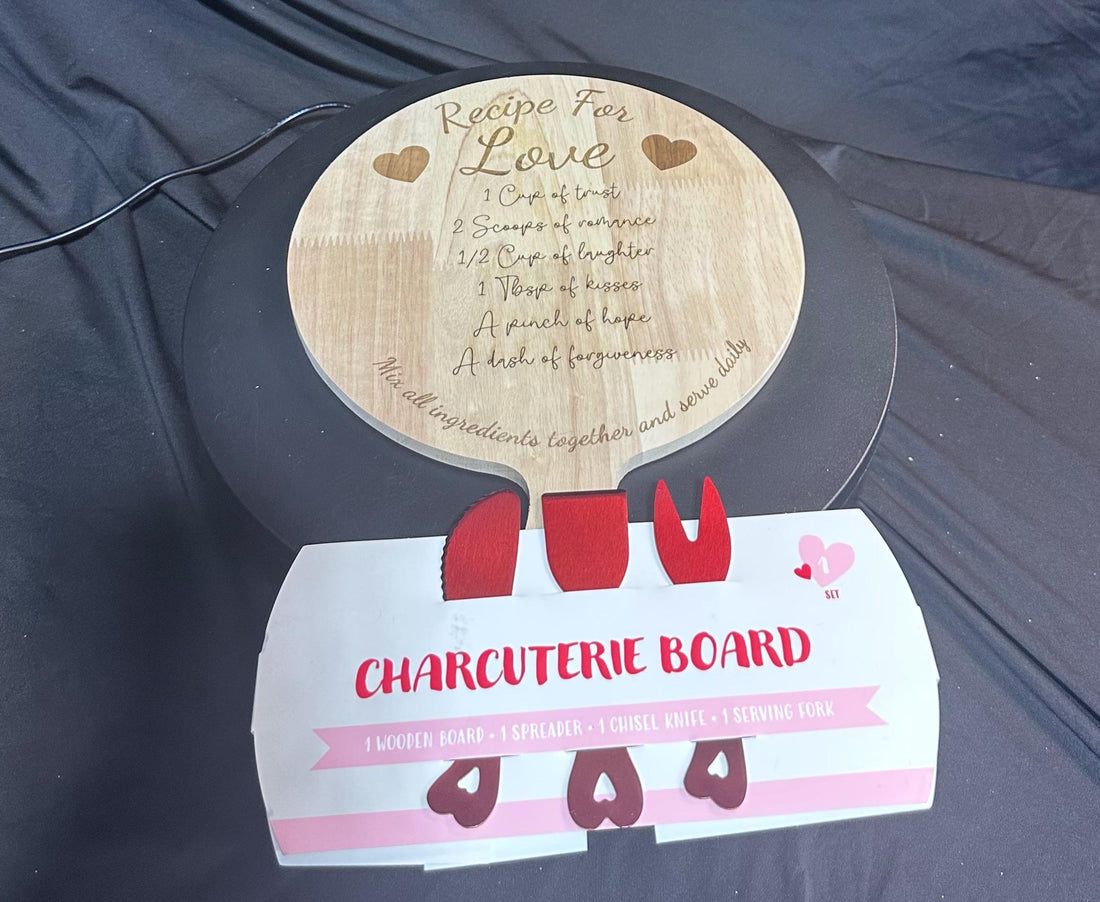 Recipe For
Love
1 Cup of trust
2 Scoops of romance
1/2 Cup of laughter
1 Tbsp of kisses
A pinch of hope
A dash of forgiveness
Mix all ingredients together and serve daily
1
SET
CHARCUTERIE BOARD
1 WOODEN BOARD • 1 SPREADER • 1 CHISEL KNIFE • 1 SERVING FORK